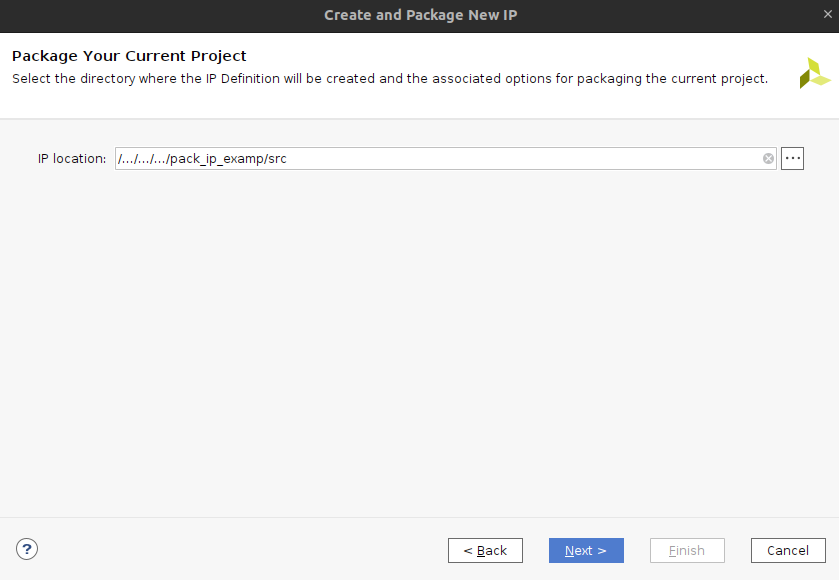 Create and Package New IP
Package Your Current Project
Select the directory where the IP Definition will be created and the associated options for packaging the current project.
IP location: /.../.../.../pack_ip_examp/src ...
? < Back Next > Finish Cancel